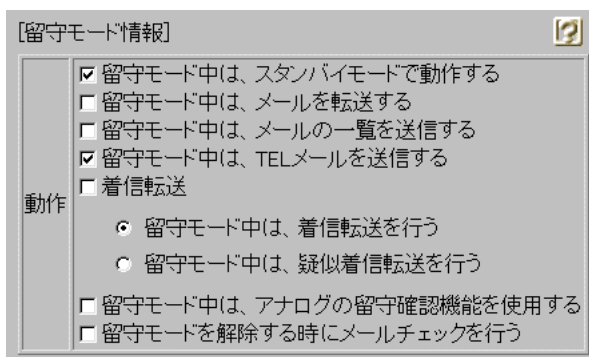 [留守モード情報]
留守モード中は、スタンバイモードで動作する
留守モード中は、メールを転送する
留守モード中は、メールの一覧を送信する
留守モード中は、TELメールを送信する
着信転送
動作
留守モード中は、着信転送を行う
留守モード中は、疑似着信転送を行う
留守モード中は、アナログの留守確認機能を使用する
留守モードを解除する時にメールチェックを行う